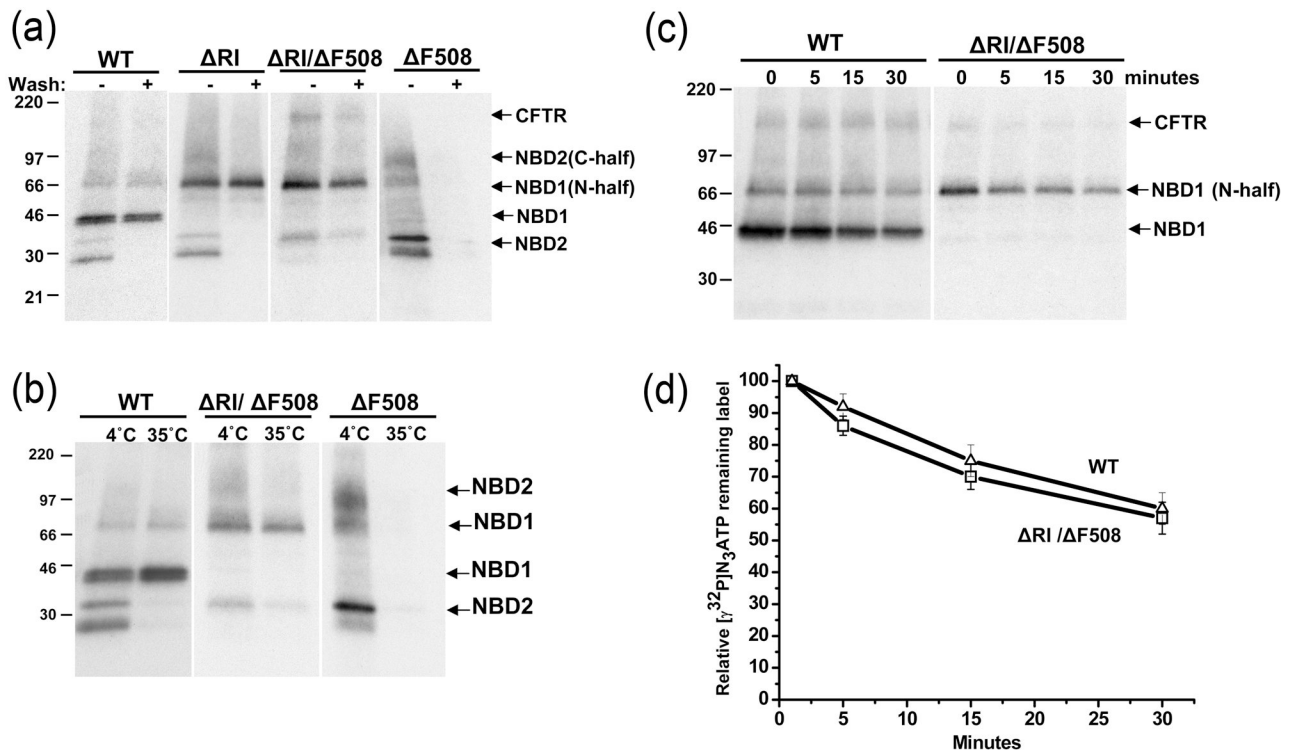 (a)
WT ΔRI ΔRI/ΔF508 ΔF508
Wash: - + - + - + - +
220
97
66
46
30
21
CFTR
NBD2(C-half)
NBD1(N-half)
NBD1
NBD2
(b)
WT ΔRI/ ΔF508 ΔF508
4°C 35°C 4°C 35°C 4°C 35°C
220
97
66
46
30
NBD2
NBD1
NBD1
NBD2
(c)
WT ΔRI/ΔF508
0 5 15 30 0 5 15 30 minutes
220
97
66
46
30
CFTR
NBD1 (N-half)
NBD1
(d)
Relative [γ³²P]N₃ATP remaining label
100
90
80
70
60
50
40
30
20
10
0
WT
ΔRI /ΔF508
5 10 15 20 25 30
Minutes